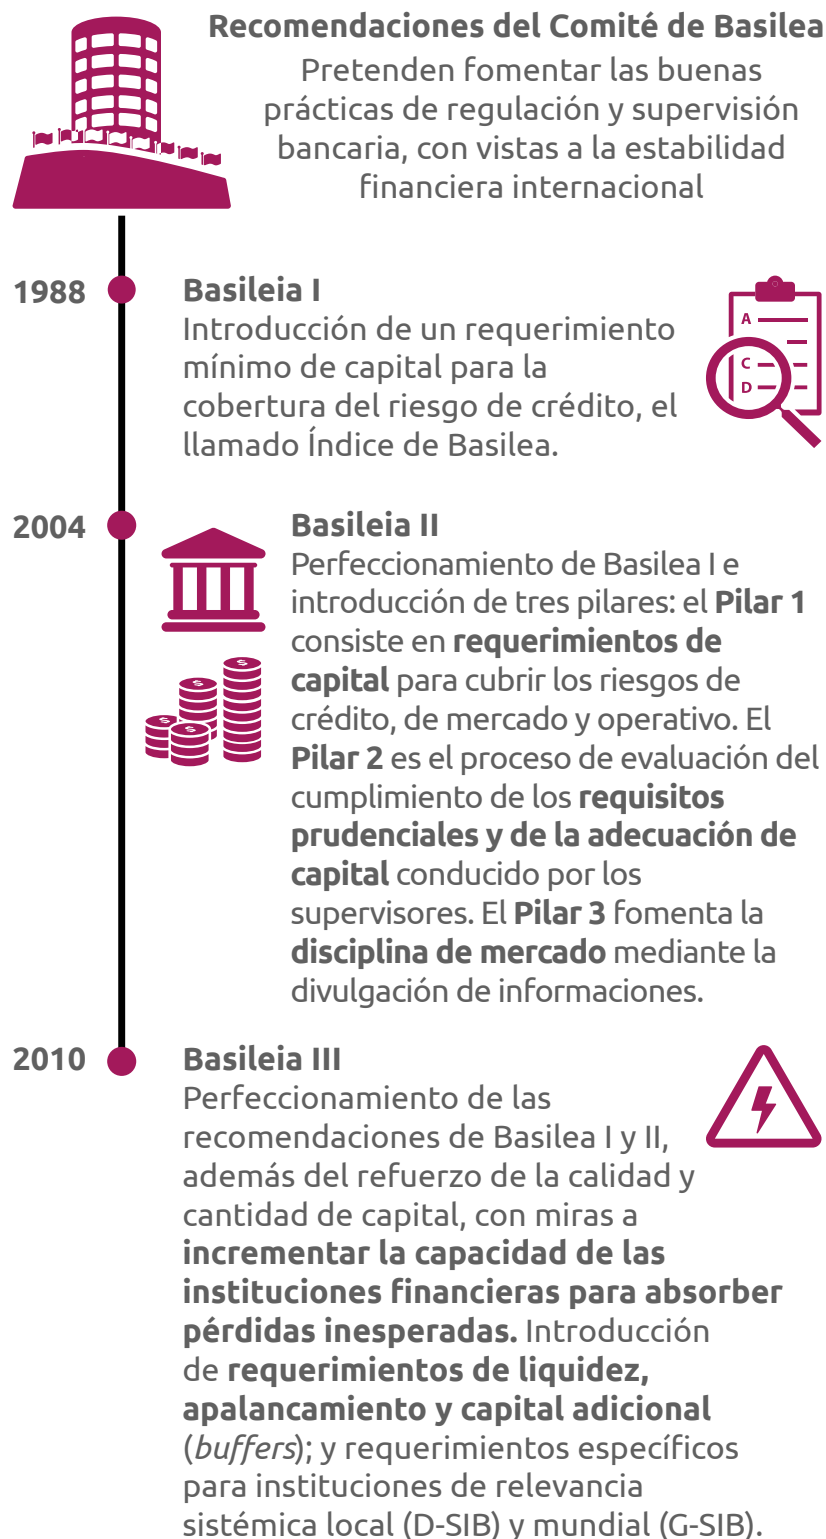 Recomendaciones del Comité de Basilea
Pretenden fomentar las buenas
prácticas de regulación y supervisión
bancaria, con vistas a la estabilidad
financiera internacional
1988
Basileia I
Introducción de un requerimiento
mínimo de capital para la
cobertura del riesgo de crédito, el
llamado Índice de Basilea.
A
C
D
2004
Basileia II
Perfeccionamiento de Basilea I e
introducción de tres pilares: el Pilar 1
consiste en requerimientos de
capital para cubrir los riesgos de
crédito, de mercado y operativo. El
Pilar 2 es el proceso de evaluación del
cumplimiento de los requisitos
prudenciales y de la adecuación de
capital conducido por los
supervisores. El Pilar 3 fomenta la
disciplina de mercado mediante la
divulgación de informaciones.
$
$
$
$
2010
Basileia III
Perfeccionamiento de las
recomendaciones de Basilea I y II,
además del refuerzo de la calidad y
cantidad de capital, con miras a
incrementar la capacidad de las
instituciones financieras para absorber
pérdidas inesperadas. Introducción
de requerimientos de liquidez,
apalancamiento y capital adicional
(buffers); y requerimientos específicos
para instituciones de relevancia
sistémica local (D-SIB) y mundial (G-SIB).